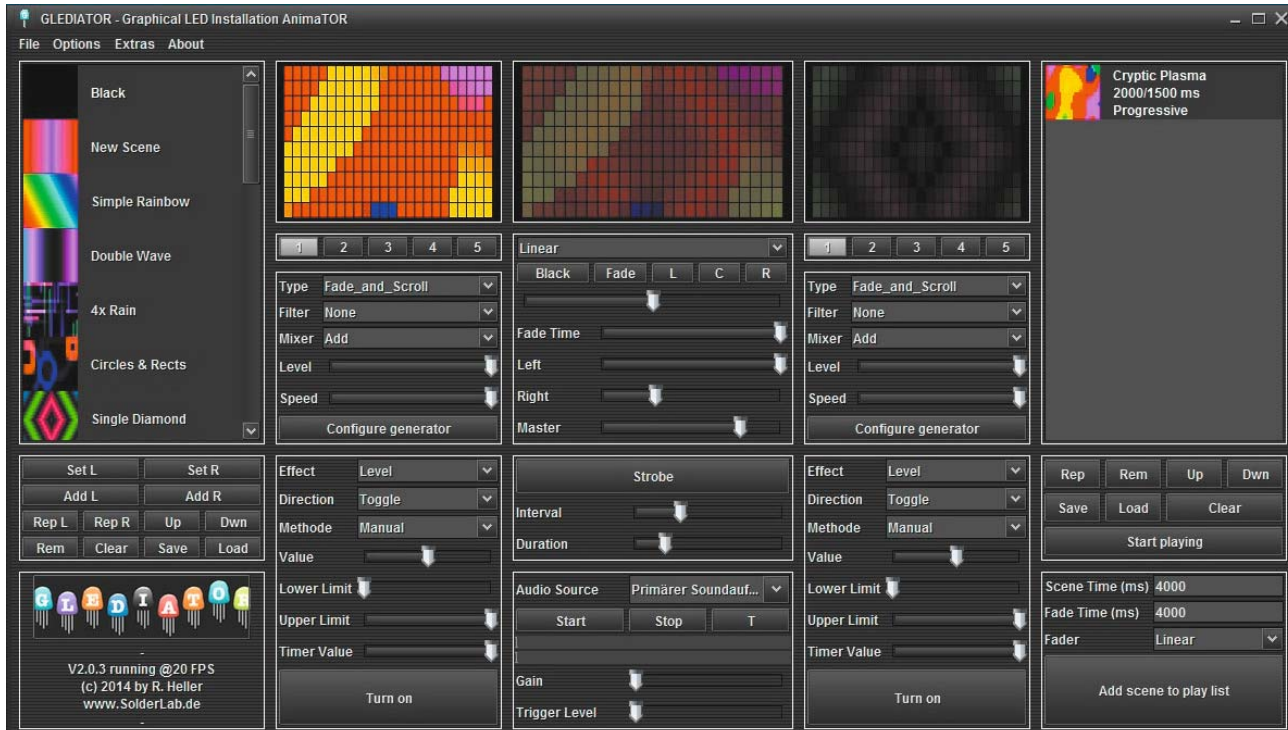 GLEDIATOR - Graphical LED Installation AnimaTOR
File Options Extras About
Black
New Scene
Simple Rainbow
Double Wave
4x Rain
Circles & Rects
Single Diamond
Set L Set R
Add L Add R
Rep L Rep R Up Dwn
Rem Clear Save Load
GLEDIATOR
-
V2.0.3 running @20 FPS
(c) 2014 by R. Heller
www.SolderLab.de
-
1 2 3 4 5
Type Fade_and_Scroll
Filter None
Mixer Add
Level
Speed
Configure generator
Effect Level
Direction Toggle
Methode Manual
Value
Lower Limit
Upper Limit
Timer Value
Turn on
Linear
Black Fade L C R
Fade Time
Left
Right
Master
Strobe
Interval
Duration
Audio Source Primärer Soundauf...
Start Stop T
Gain
Trigger Level
1 2 3 4 5
Type Fade_and_Scroll
Filter None
Mixer Add
Level
Speed
Configure generator
Effect Level
Direction Toggle
Methode Manual
Value
Lower Limit
Upper Limit
Timer Value
Turn on
Cryptic Plasma
2000/1500 ms
Progressive
Rep Rem Up Dwn
Save Load Clear
Start playing
Scene Time (ms) 4000
Fade Time (ms) 4000
Fader Linear
Add scene to play list